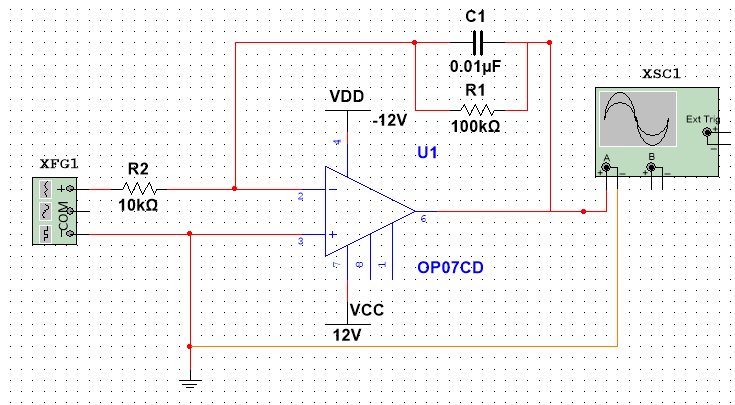 C1
0.01µF
R1
100kΩ
XSC1
Ext Trig
+
−
A
B
+
−
+
−
VDD
-12V
4
U1
XFG1
+
COM
−
R2
10kΩ
2
−
3
+
6
7
8
1
OP07CD
VCC
12V